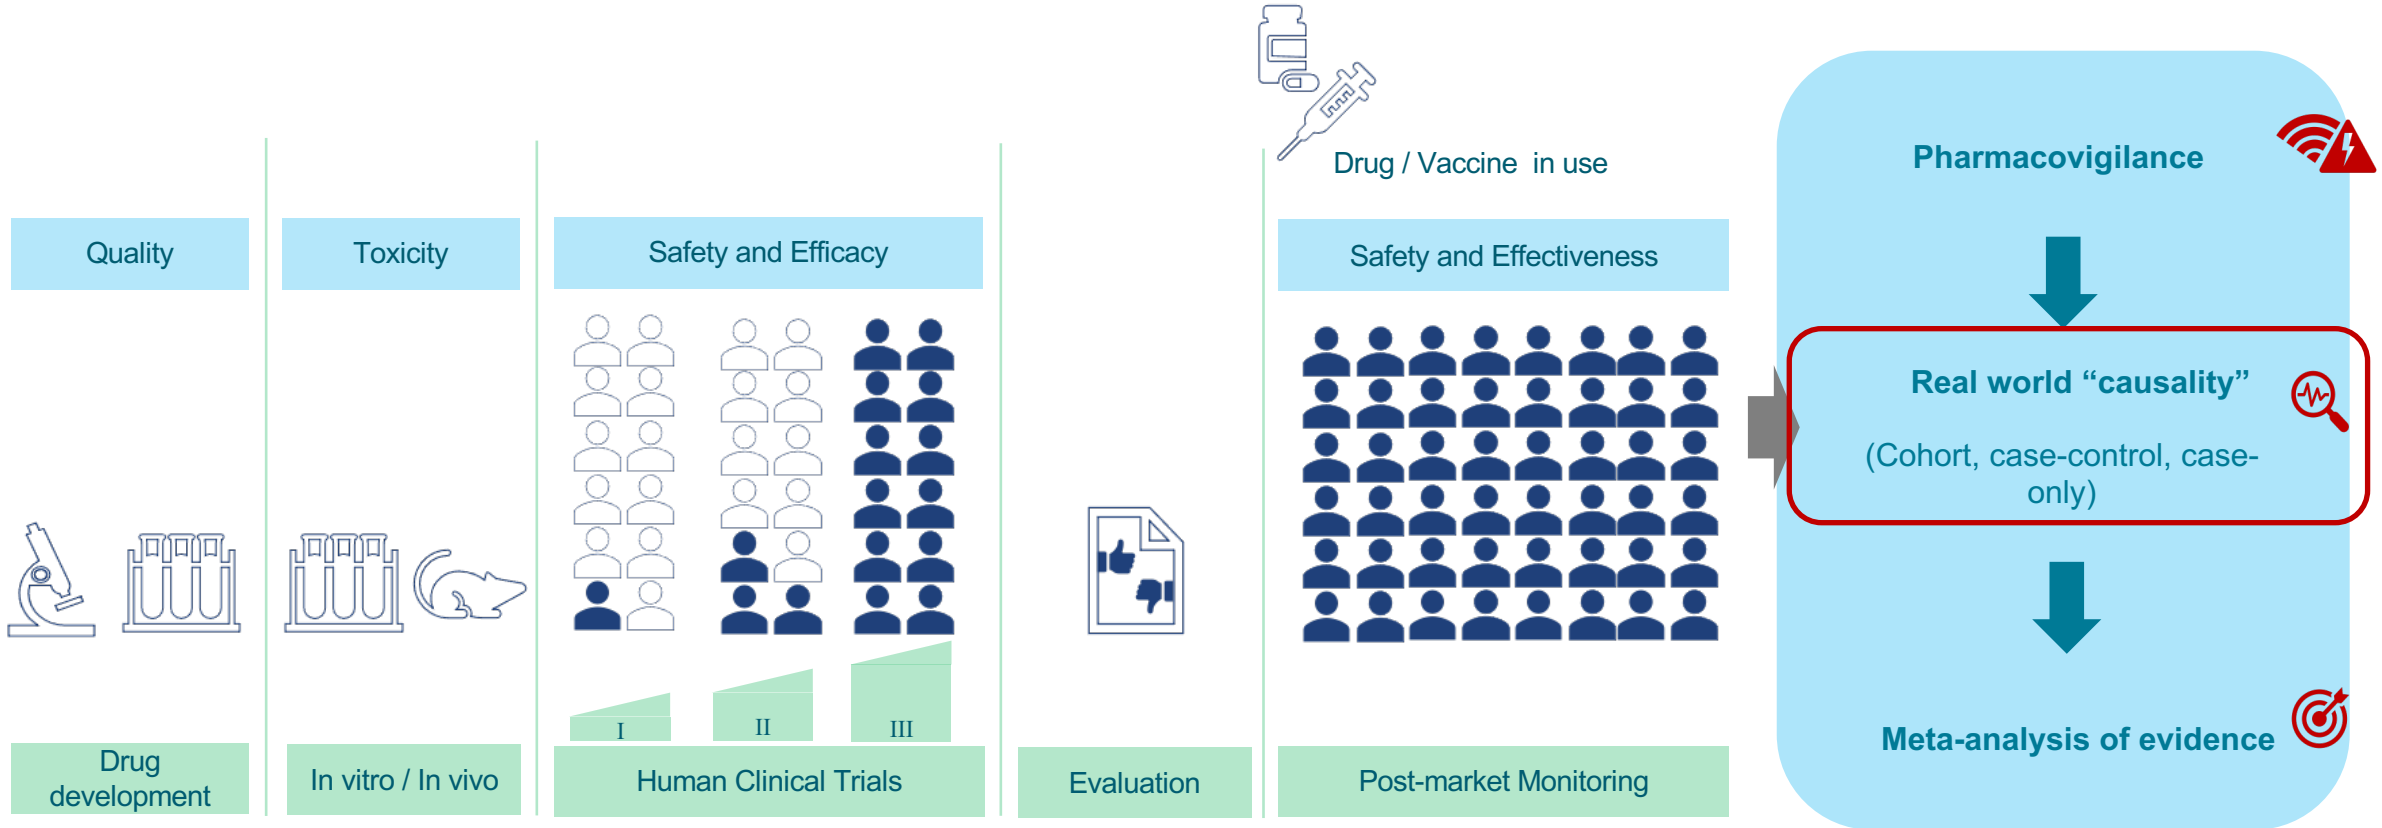 Quality
Drug
development
Toxicity
In vitro / In vivo
Safety and Efficacy
I
II
III
Human Clinical Trials
Evaluation
Drug / Vaccine in use
Safety and Effectiveness
Post-market Monitoring
Pharmacovigilance
Real world “causality”
(Cohort, case-control, case-
only)
Meta-analysis of evidence